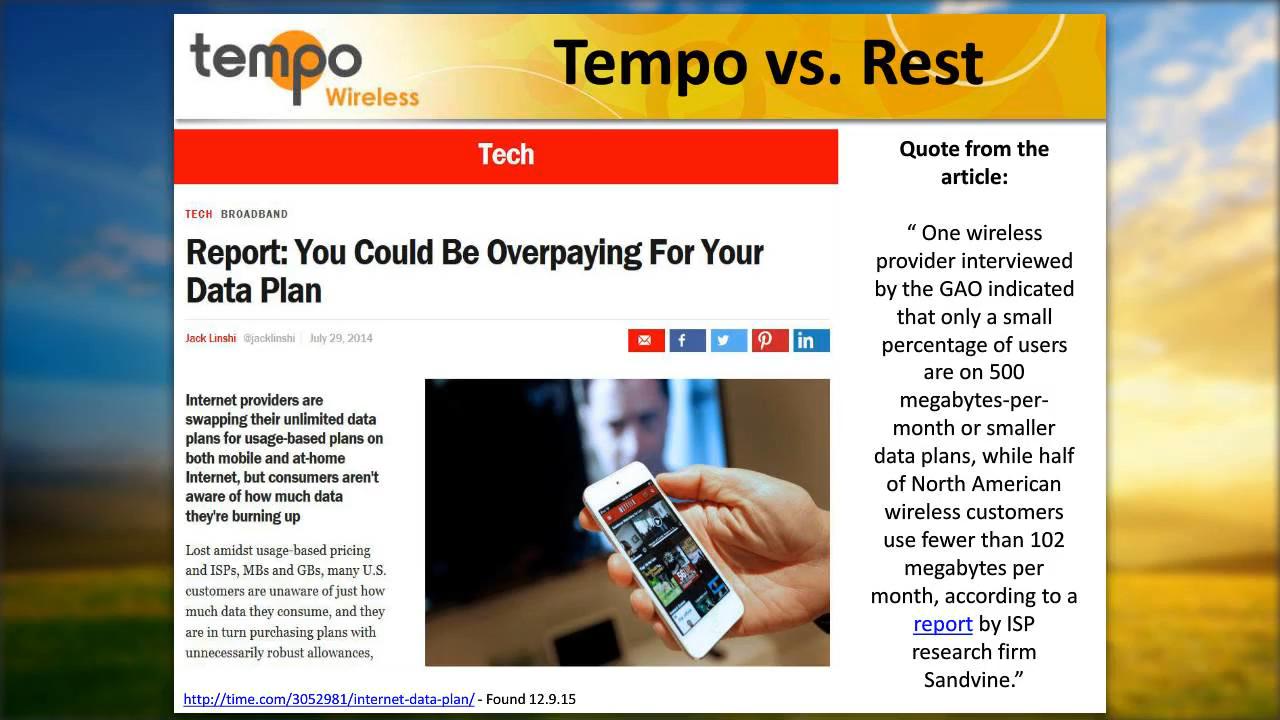 tempo
Wireless
Tempo vs. Rest
Tech
TECH BROADBAND
Report: You Could Be Overpaying For Your
Data Plan
Jack Linshi @jacklinshi July 29, 2014
Internet providers are
swapping their unlimited data
plans for usage-based plans on
both mobile and at-home
Internet, but consumers aren't
aware of how much data
they're burning up
Lost amidst usage-based pricing
and ISPs, MBs and GBs, many U.S.
customers are unaware of just how
much data they consume, and they
are in turn purchasing plans with
unnecessarily robust allowances,
NETFLIX
http://time.com/3052981/internet-data-plan/ - Found 12.9.15
Quote from the
article:
“ One wireless
provider interviewed
by the GAO indicated
that only a small
percentage of users
are on 500
megabytes-per-
month or smaller
data plans, while half
of North American
wireless customers
use fewer than 102
megabytes per
month, according to a
report by ISP
research firm
Sandvine.”